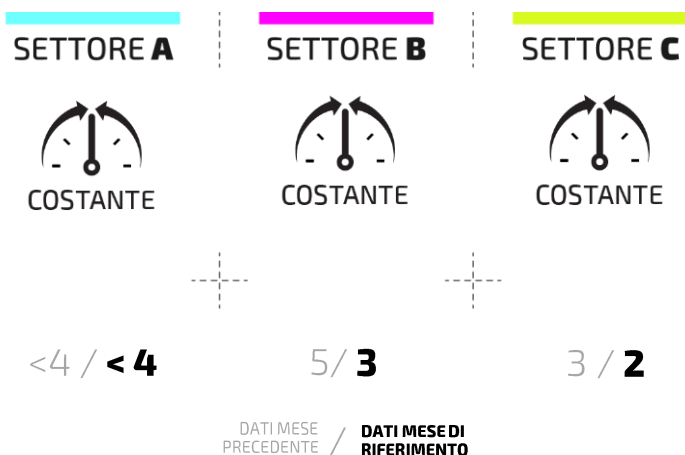 SETTORE A
SETTORE B
SETTORE C
COSTANTE
COSTANTE
COSTANTE
<4 / < 4
5/ 3
3 / 2
DATI MESE
PRECEDENTE
/
DATI MESE DI
RIFERIMENTO